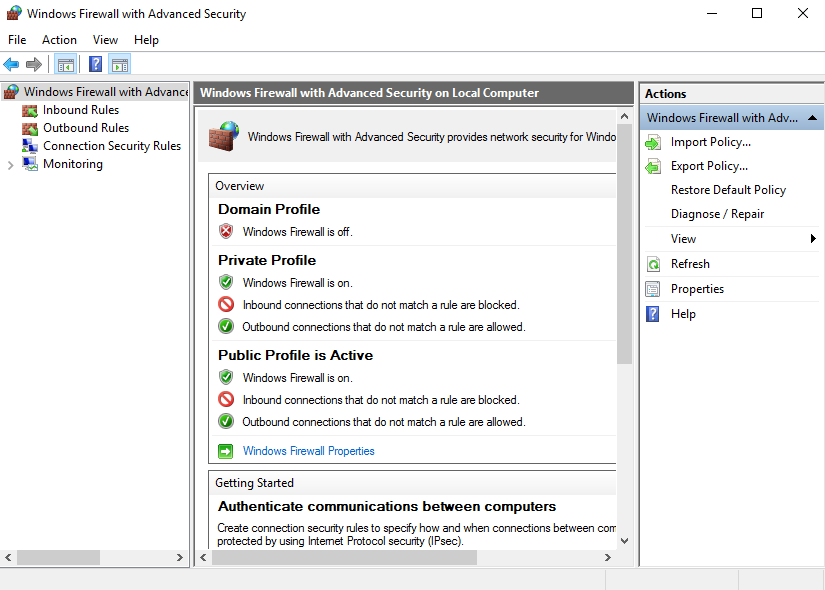 Windows Firewall with Advanced Security
File Action View Help
Windows Firewall with Advance
Inbound Rules
Outbound Rules
Connection Security Rules
Monitoring
Windows Firewall with Advanced Security on Local Computer
Windows Firewall with Advanced Security provides network security for Windo
Overview
Domain Profile
Windows Firewall is off.
Private Profile
Windows Firewall is on.
Inbound connections that do not match a rule are blocked.
Outbound connections that do not match a rule are allowed.
Public Profile is Active
Windows Firewall is on.
Inbound connections that do not match a rule are blocked.
Outbound connections that do not match a rule are allowed.
Windows Firewall Properties
Getting Started
Authenticate communications between computers
Create connection security rules to specify how and when connections between com
protected by using Internet Protocol security (IPsec).
Actions
Windows Firewall with Adv...
Import Policy...
Export Policy...
Restore Default Policy
Diagnose / Repair
View
Refresh
Properties
Help